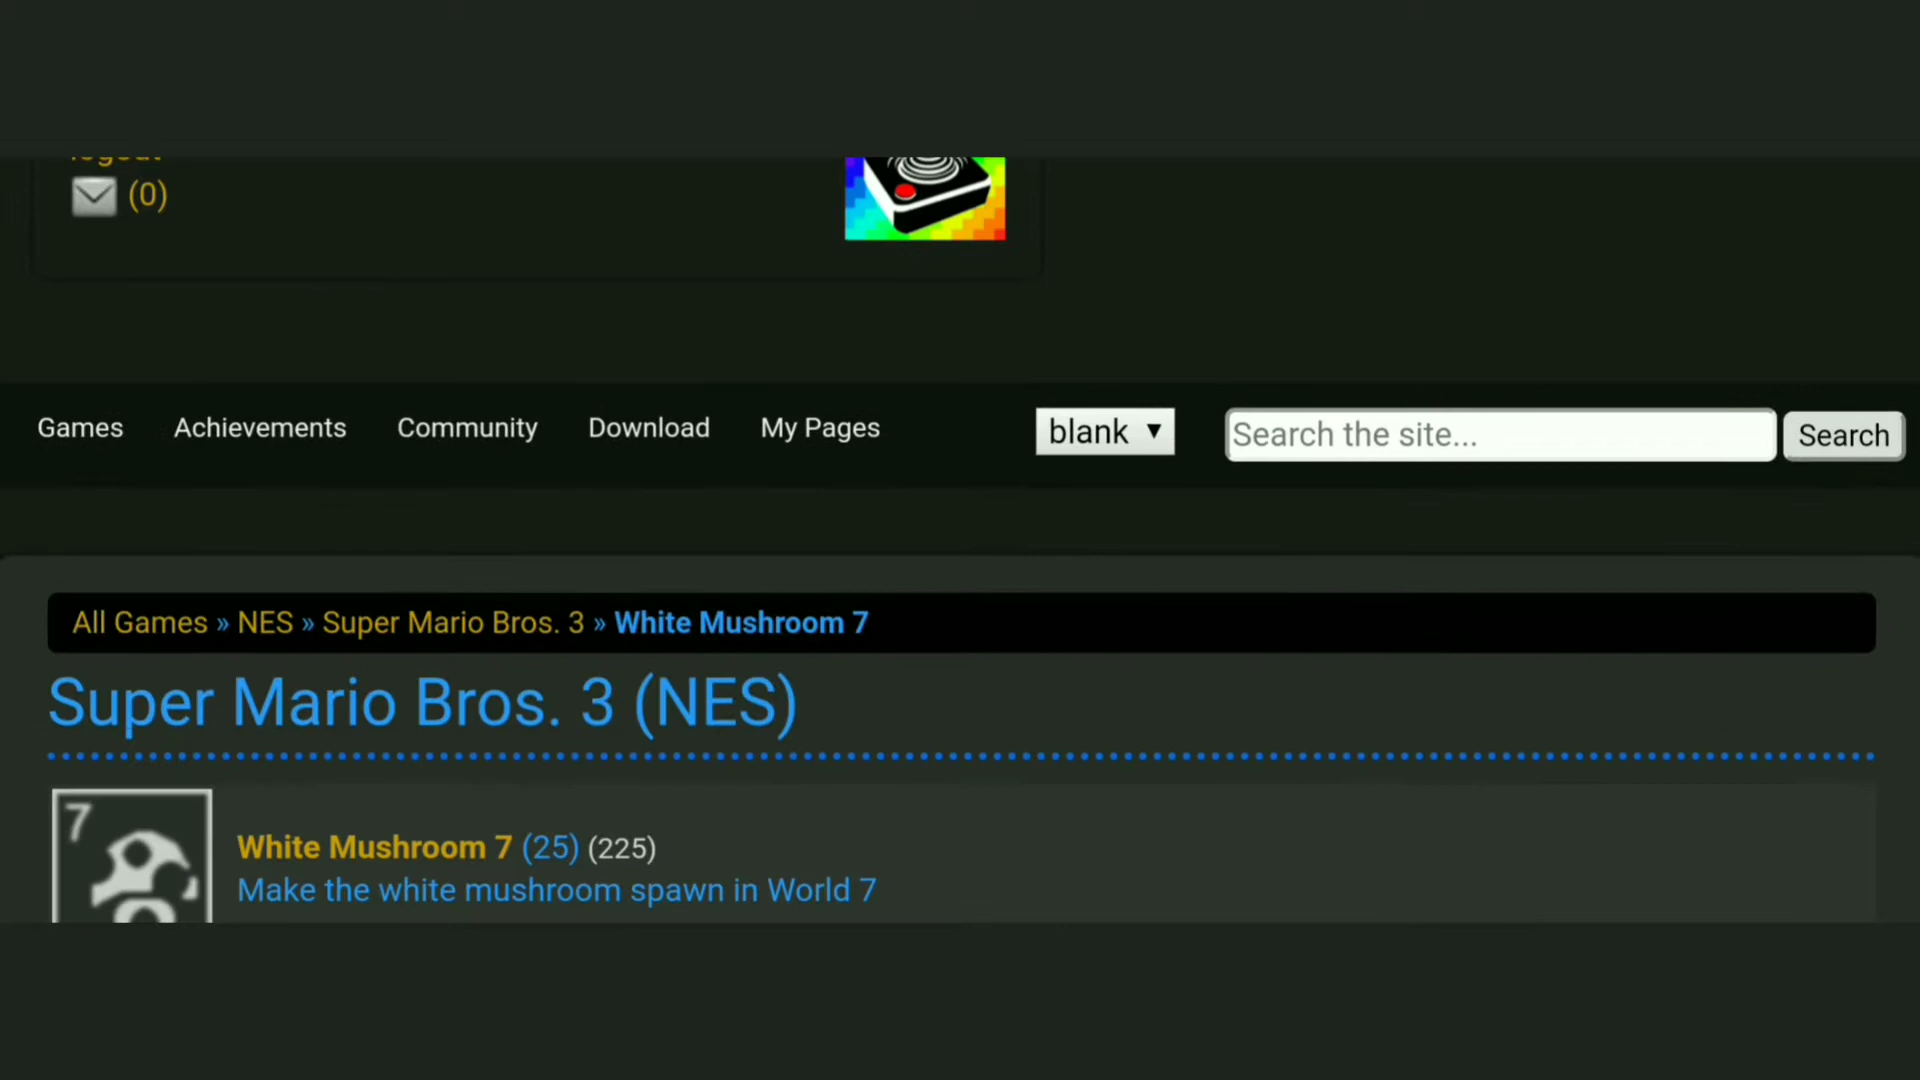 logout
(0)
Games Achievements Community Download My Pages blank ▼ Search the site... Search
All Games » NES » Super Mario Bros. 3 » White Mushroom 7
Super Mario Bros. 3 (NES)
7
White Mushroom 7 (25) (225)
Make the white mushroom spawn in World 7